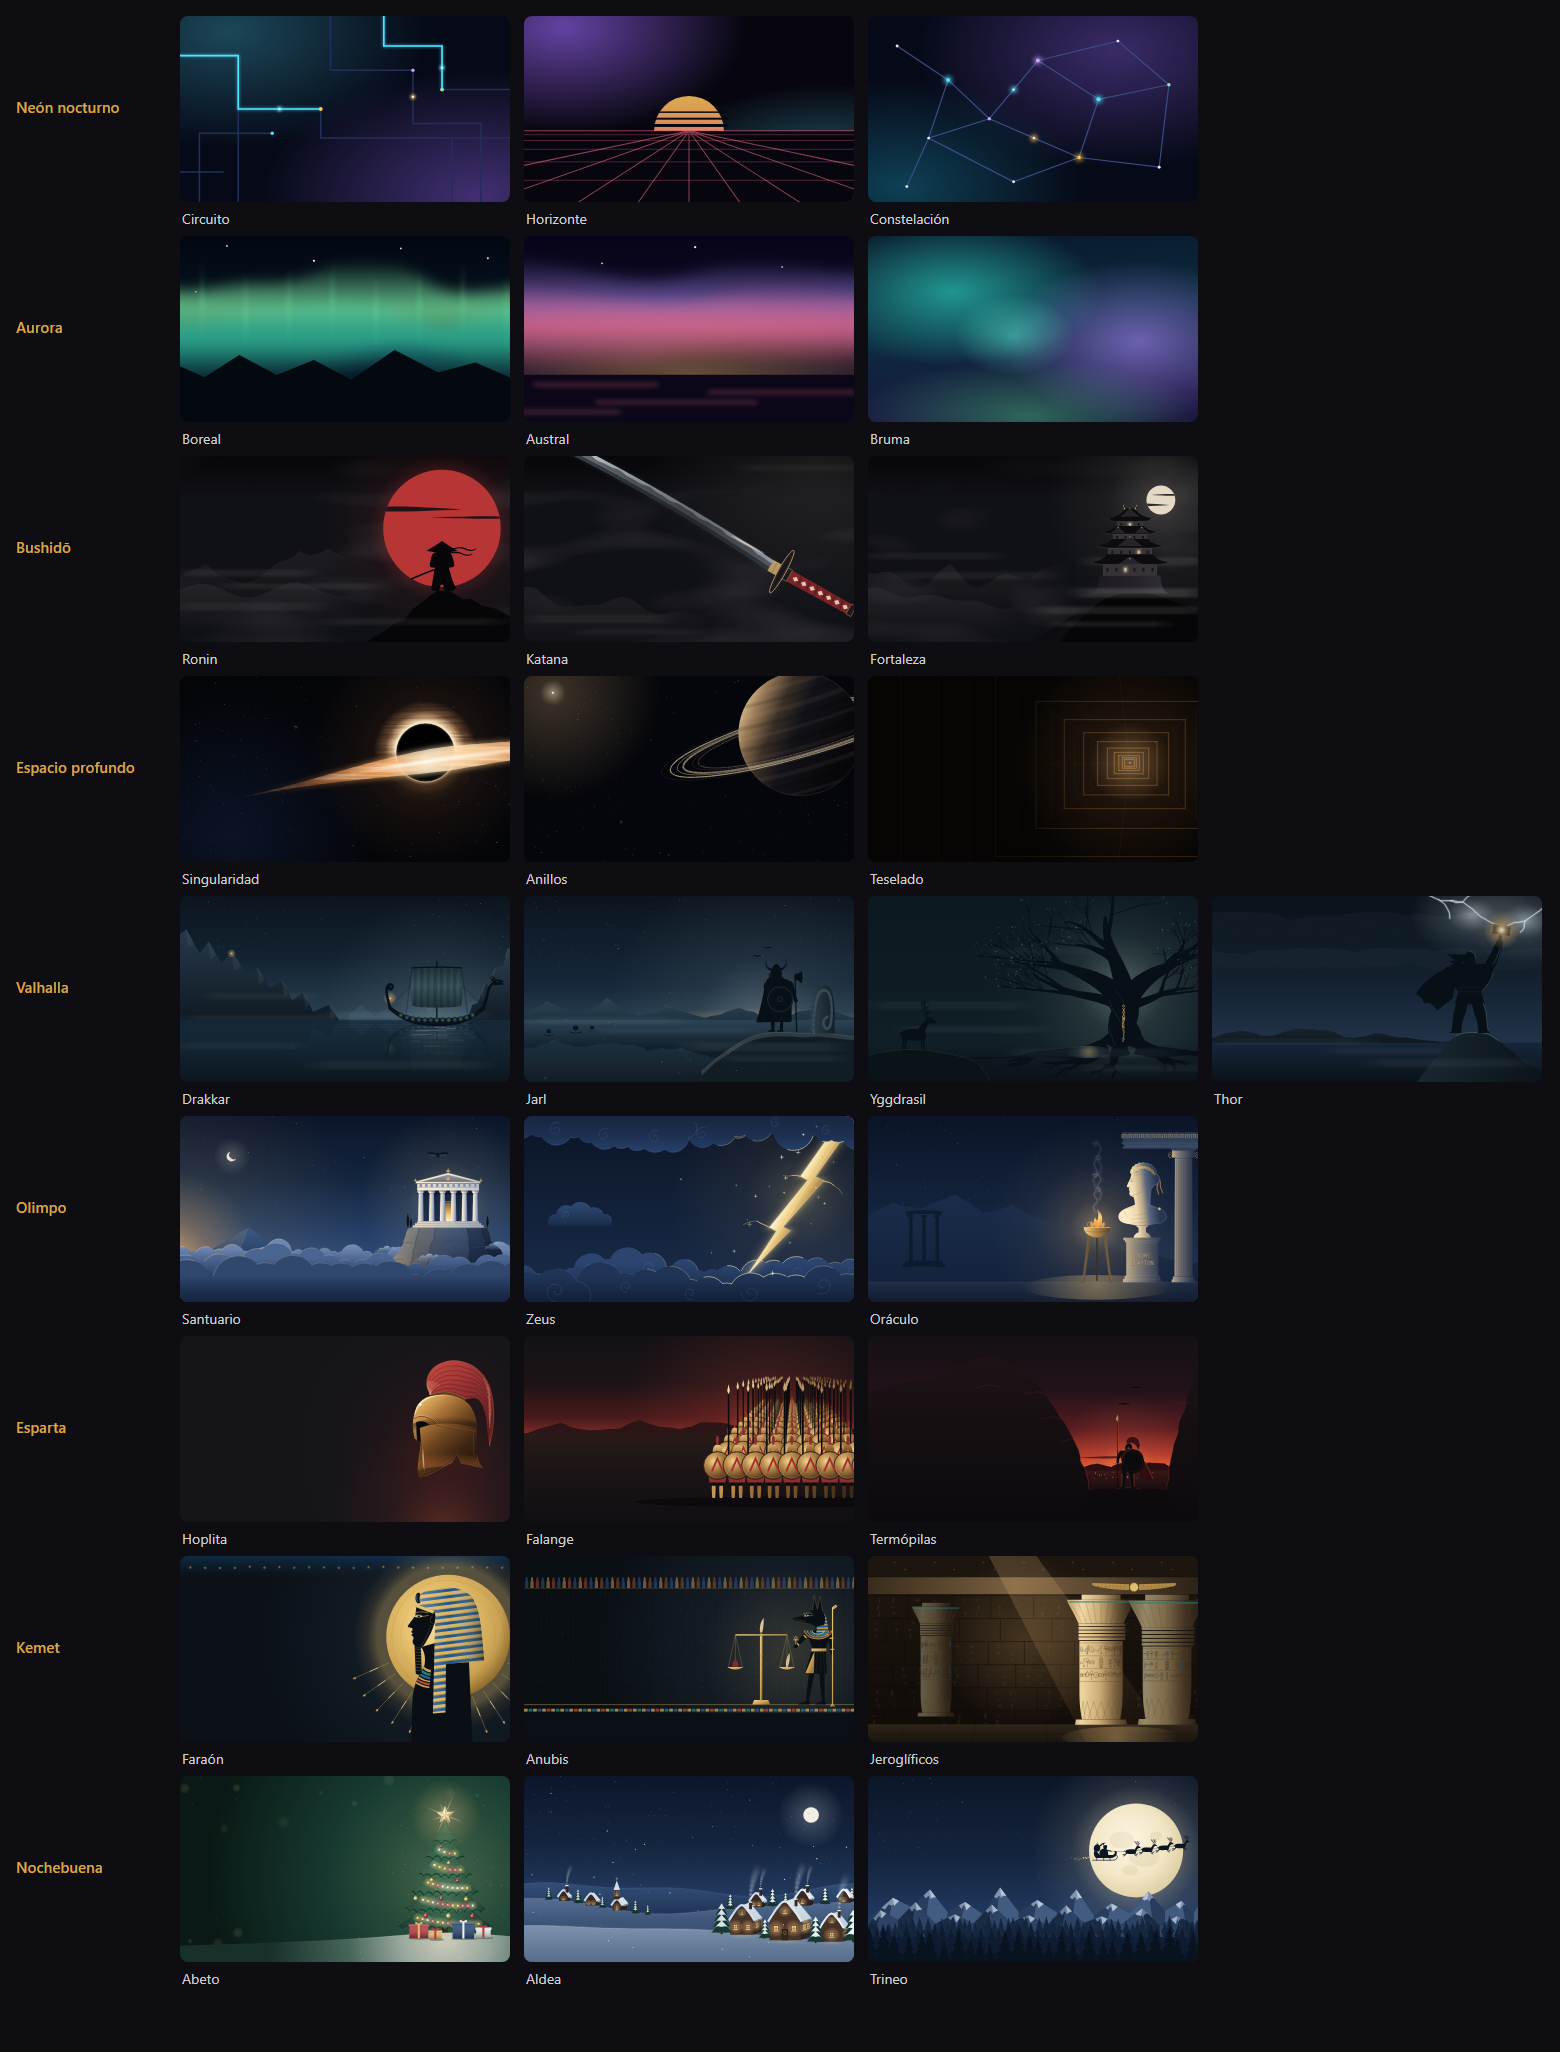 Neón nocturno
Circuito
Horizonte
Constelación
Aurora
Boreal
Austral
Bruma
Bushidō
Ronin
Katana
Fortaleza
Espacio profundo
Singularidad
Anillos
Teselado
Valhalla
Drakkar
Jarl
Yggdrasil
Thor
Olimpo
Santuario
Zeus
Oráculo
Esparta
Hoplita
Falange
Termópilas
Kemet
Faraón
Anubis
Jeroglíficos
Nochebuena
Abeto
Aldea
Trineo